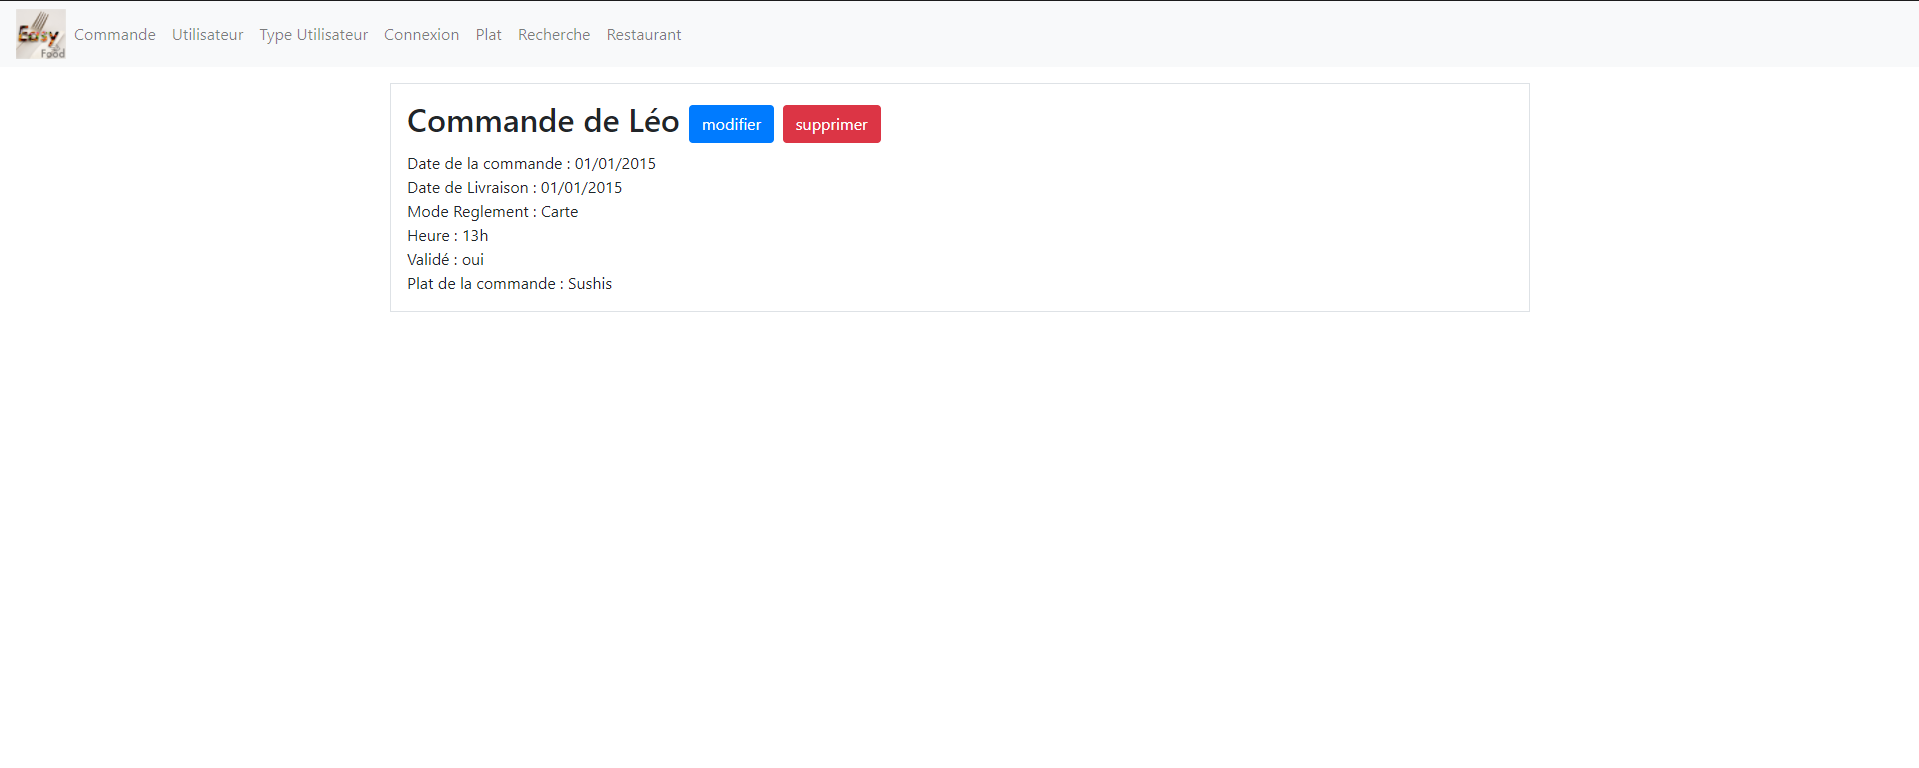 Easy
Food
Commande Utilisateur Type Utilisateur Connexion Plat Recherche Restaurant
Commande de Léo modifier supprimer
Date de la commande : 01/01/2015
Date de Livraison : 01/01/2015
Mode Reglement : Carte
Heure : 13h
Validé : oui
Plat de la commande : Sushis